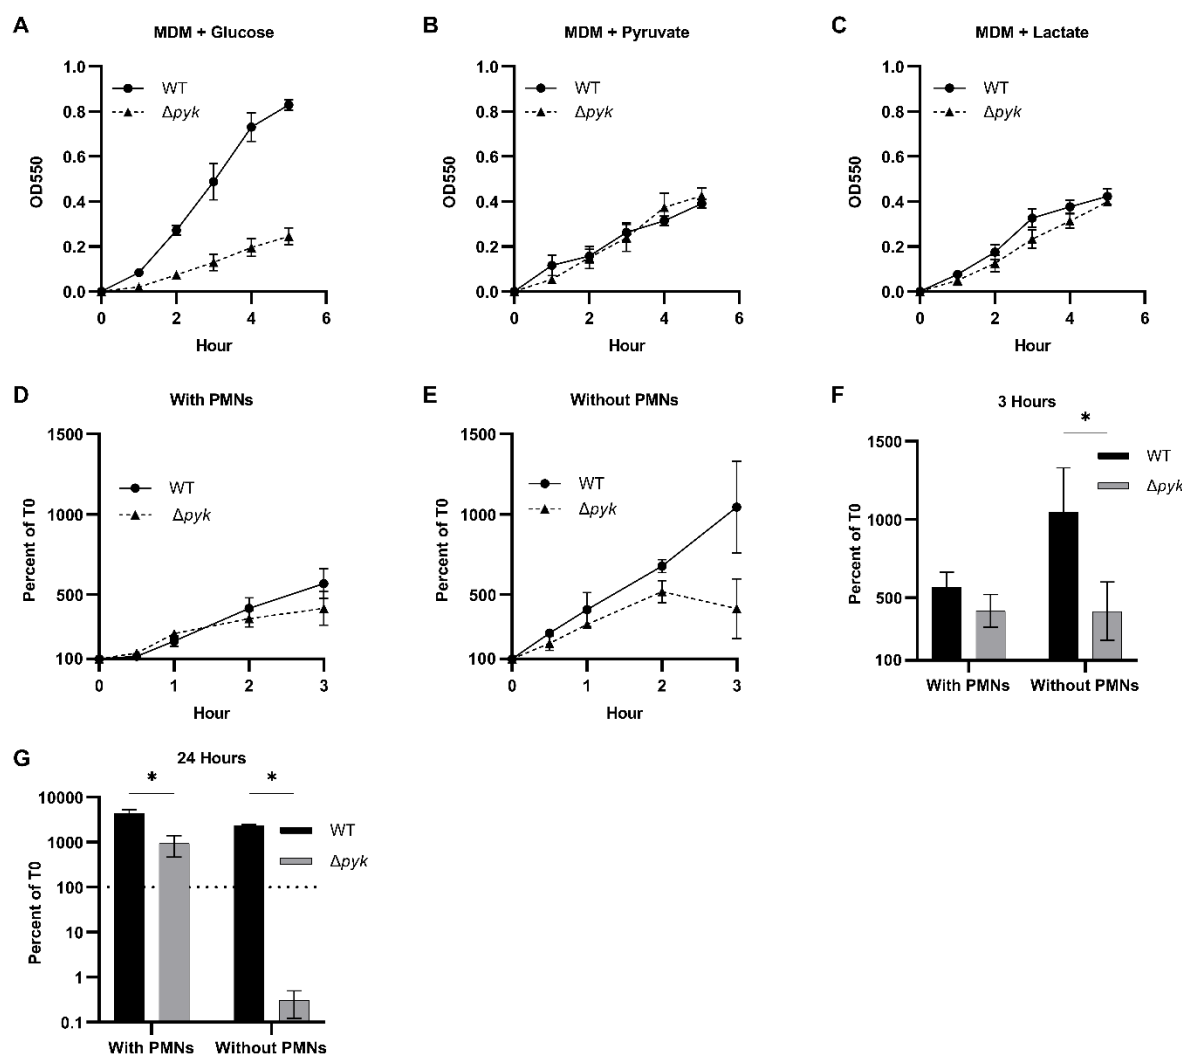 A
MDM + Glucose
1.0
0.8
0.6
0.4
0.2
0.0
OD550
WT
Δpyk
0
2
4
6
Hour
B
MDM + Pyruvate
1.0
0.8
0.6
0.4
0.2
0.0
OD550
WT
Δpyk
0
2
4
6
Hour
C
MDM + Lactate
1.0
0.8
0.6
0.4
0.2
0.0
OD550
WT
Δpyk
0
2
4
6
Hour
D
With PMNs
1500
1000
500
100
Percent of T0
WT
Δpyk
0
1
2
3
Hour
E
Without PMNs
1500
1000
500
100
Percent of T0
WT
Δpyk
0
1
2
3
Hour
F
3 Hours
*
1500
1000
500
100
Percent of T0
WT
Δpyk
With PMNs
Without PMNs
G
24 Hours
*
*
10000
1000
100
10
1
0.1
Percent of T0
WT
Δpyk
With PMNs
Without PMNs